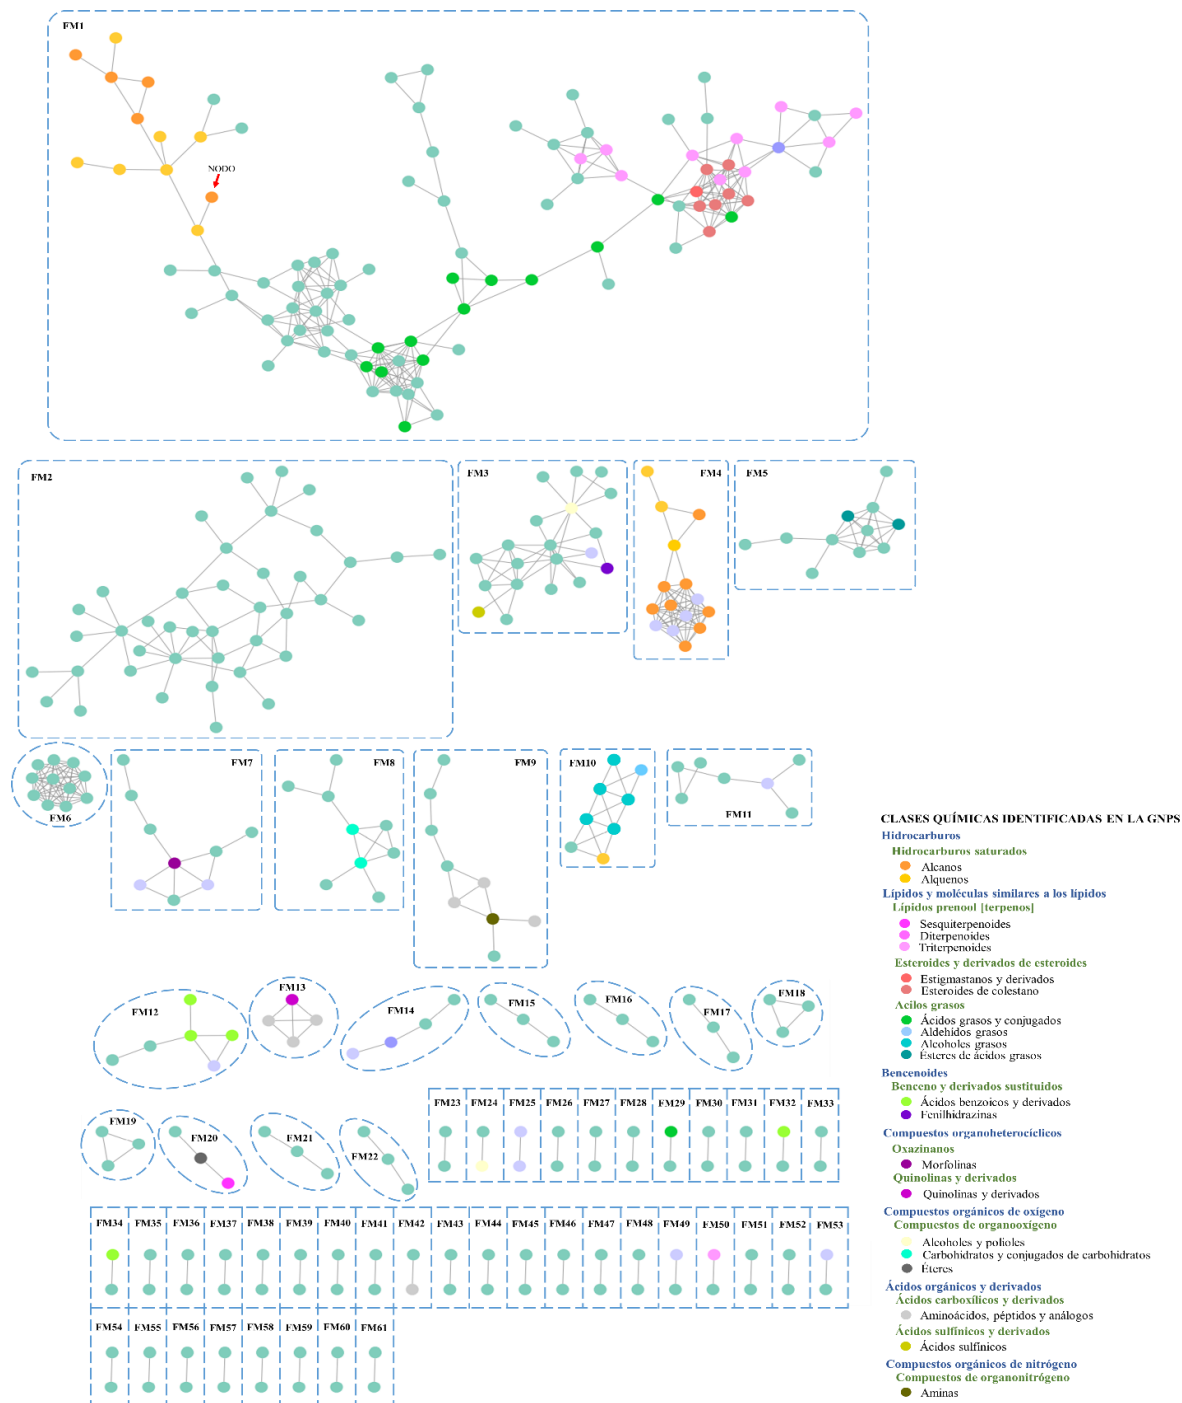 FM1
NODO
FM2
FM3
FM4
FM5
FM6
FM7
FM8
FM9
FM10
FM11
CLASES QUÍMICAS IDENTIFICADAS EN LA GNPS
Hidrocarburos
Hidrocarburos saturados
Alcanos
Alquenos
Lípidos y moléculas similares a los lípidos
Lípidos prenool [terpenos]
Sesquiterpenoides
Diterpenoides
Triterpenoides
Esteroides y derivados de esteroides
Estigmastanos y derivados
Esteroides de colestano
Acilos grasos
Ácidos grasos y conjugados
Aldehídos grasos
Alcoholes grasos
Ésteres de ácidos grasos
Bencenoides
Benceno y derivados sustituidos
Ácidos benzoicos y derivados
Fenilhidrazinas
Compuestos organoheterocíclicos
Oxazinanos
Morfolinas
Quinolinas y derivados
Quinolinas y derivados
Compuestos orgánicos de oxígeno
Compuestos de organooxígeno
Alcoholes y polioles
Carbohidratos y conjugados de carbohidratos
Éteres
Ácidos orgánicos y derivados
Ácidos carboxílicos y derivados
Aminoácidos, péptidos y análogos
Ácidos sulfínicos y derivados
Ácidos sulfínicos
Compuestos orgánicos de nitrógeno
Compuestos de organonitrógeno
Aminas
FM12
FM13
FM14
FM15
FM16
FM17
FM18
FM19
FM20
FM21
FM22
FM23 FM24 FM25 FM26 FM27 FM28 FM29 FM30 FM31 FM32 FM33
FM34 FM35 FM36 FM37 FM38 FM39 FM40 FM41 FM42 FM43 FM44 FM45 FM46 FM47 FM48 FM49 FM50 FM51 FM52 FM53
FM54 FM55 FM56 FM57 FM58 FM59 FM60 FM61